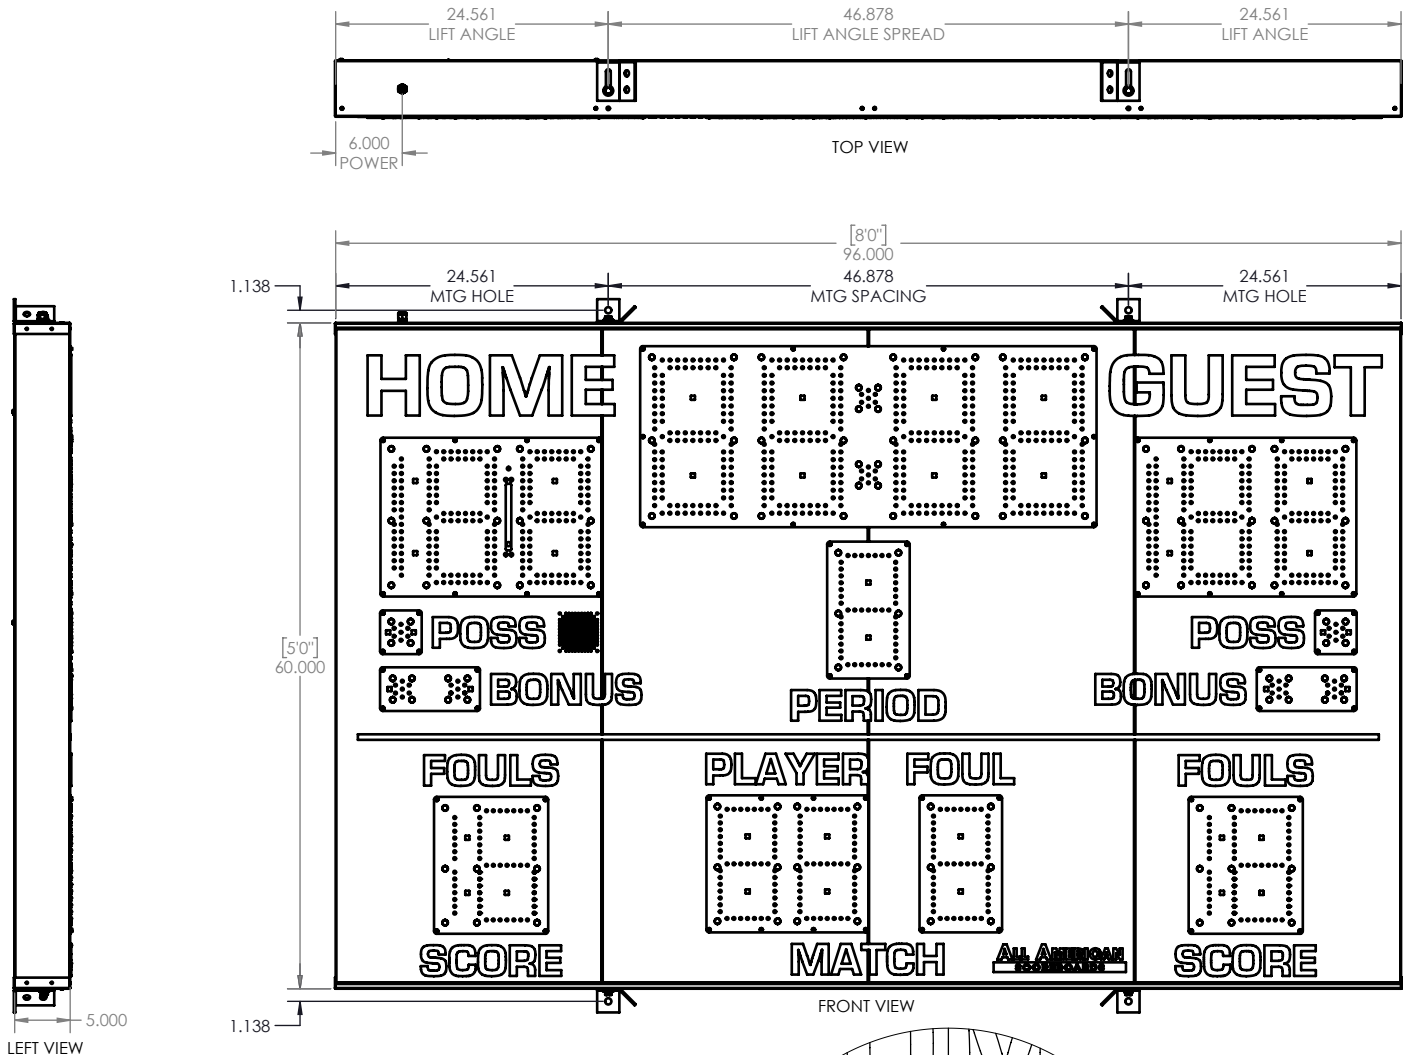 24.561
LIFT ANGLE
46.878
LIFT ANGLE SPREAD
24.561
LIFT ANGLE
6.000
POWER
TOP VIEW
[8'0"]
96.000
24.561
MTG HOLE
46.878
MTG SPACING
24.561
MTG HOLE
1.138
HOME
GUEST
POSS
POSS
[5'0"]
60.000
BONUS
BONUS
PERIOD
FOULS
PLAYER
FOUL
FOULS
SCORE
MATCH
ALL AMERICAN
SCOREBOARDS
SCORE
FRONT VIEW
1.138
5.000
LEFT VIEW